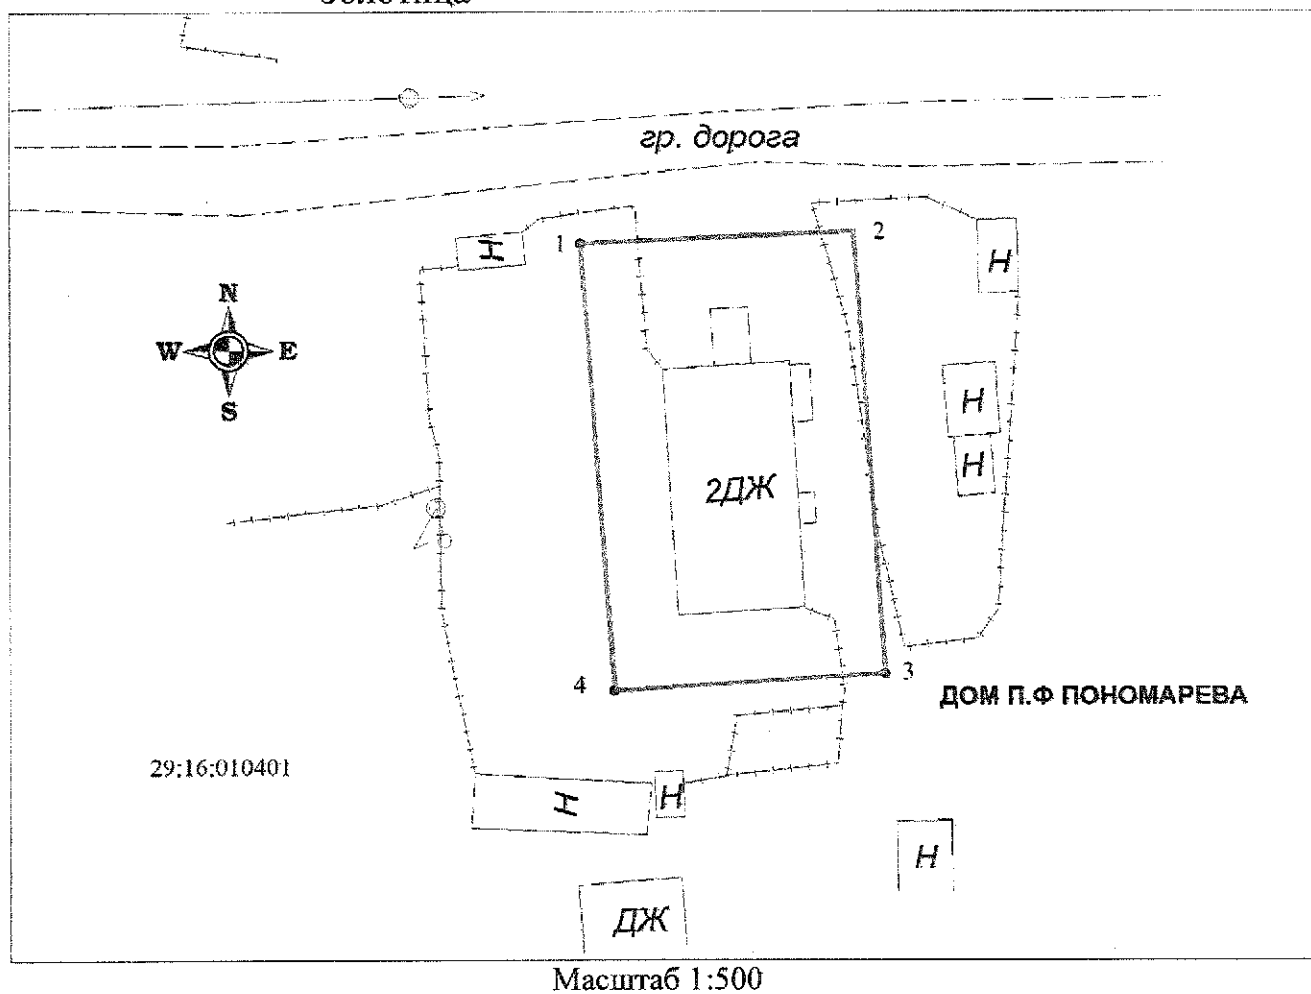 гр. дорога
1
2
Н
Н
N
W E
S
Н
Н
2ДЖ
4
3
ДОМ П.Ф ПОНОМАРЕВА
29:16:010401
Н
Н
Н
ДЖ
Масштаб 1:500